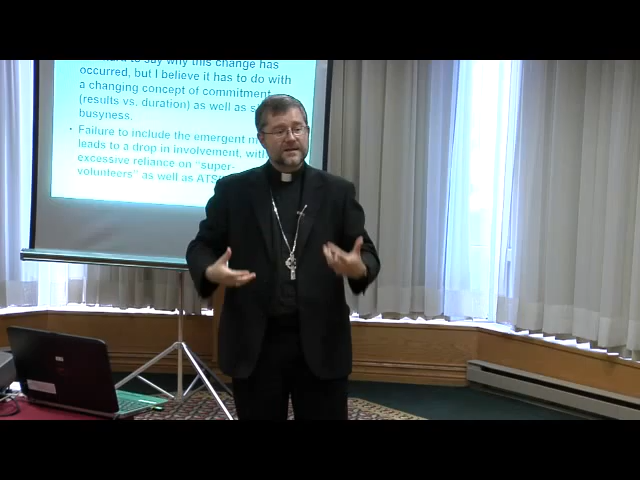 to say why this change has
occurred, but I believe it has to do with
a changing concept of commitment
(results vs. duration) as well as
busyness.
• Failure to include the emergent
leads to a drop in involvement,
excessive reliance on "super-
volunteers" as well as